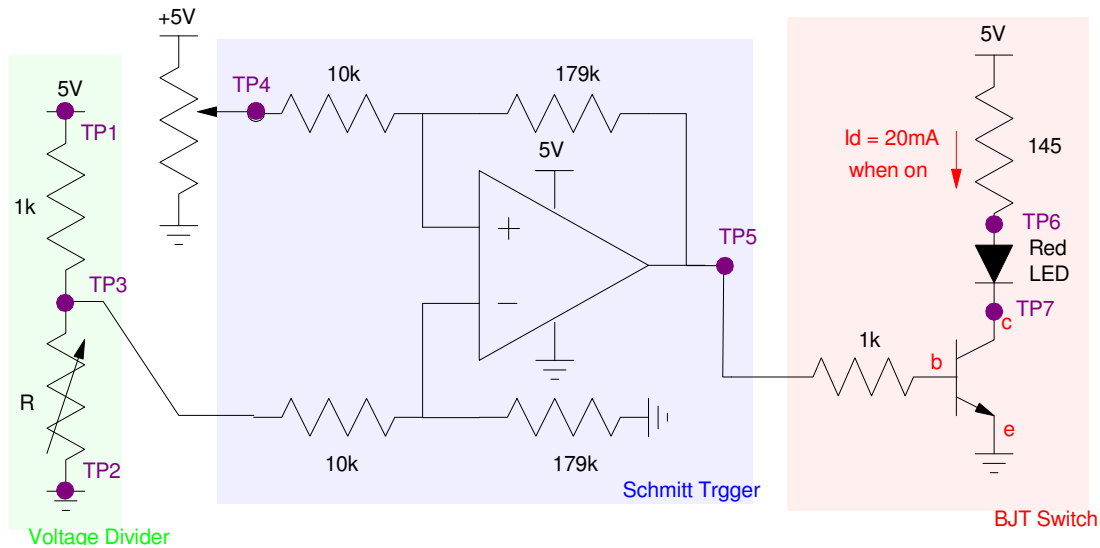 +5V
5V
TP1
1k
TP3
R
TP2
Voltage Divider
TP4
10k
179k
5V
+
−
TP5
10k
179k
Schmitt Trgger
5V
Id = 20mA
when on
145
TP6
Red
LED
TP7
c
1k
b
e
BJT Switch